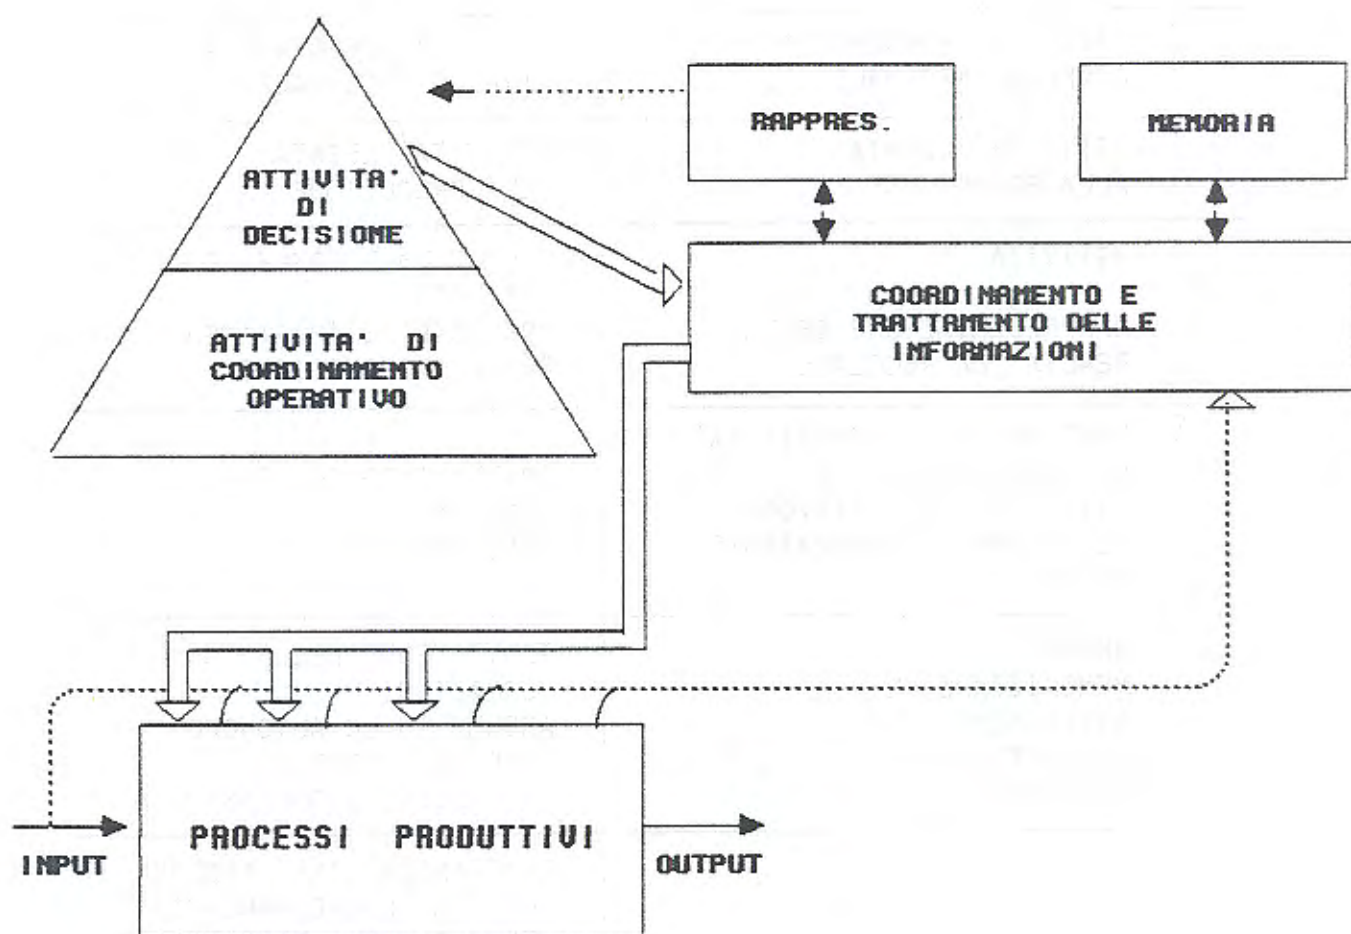 RAPPRES.
MEMORIA
ATTIVITA'
DI
DECISIONE
COORDINAMENTO E
TRATTAMENTO DELLE
INFORMAZIONI
ATTIVITA' DI
COORDINAMENTO
OPERATIVO
PROCESSI PRODUTTIVI
INPUT
OUTPUT